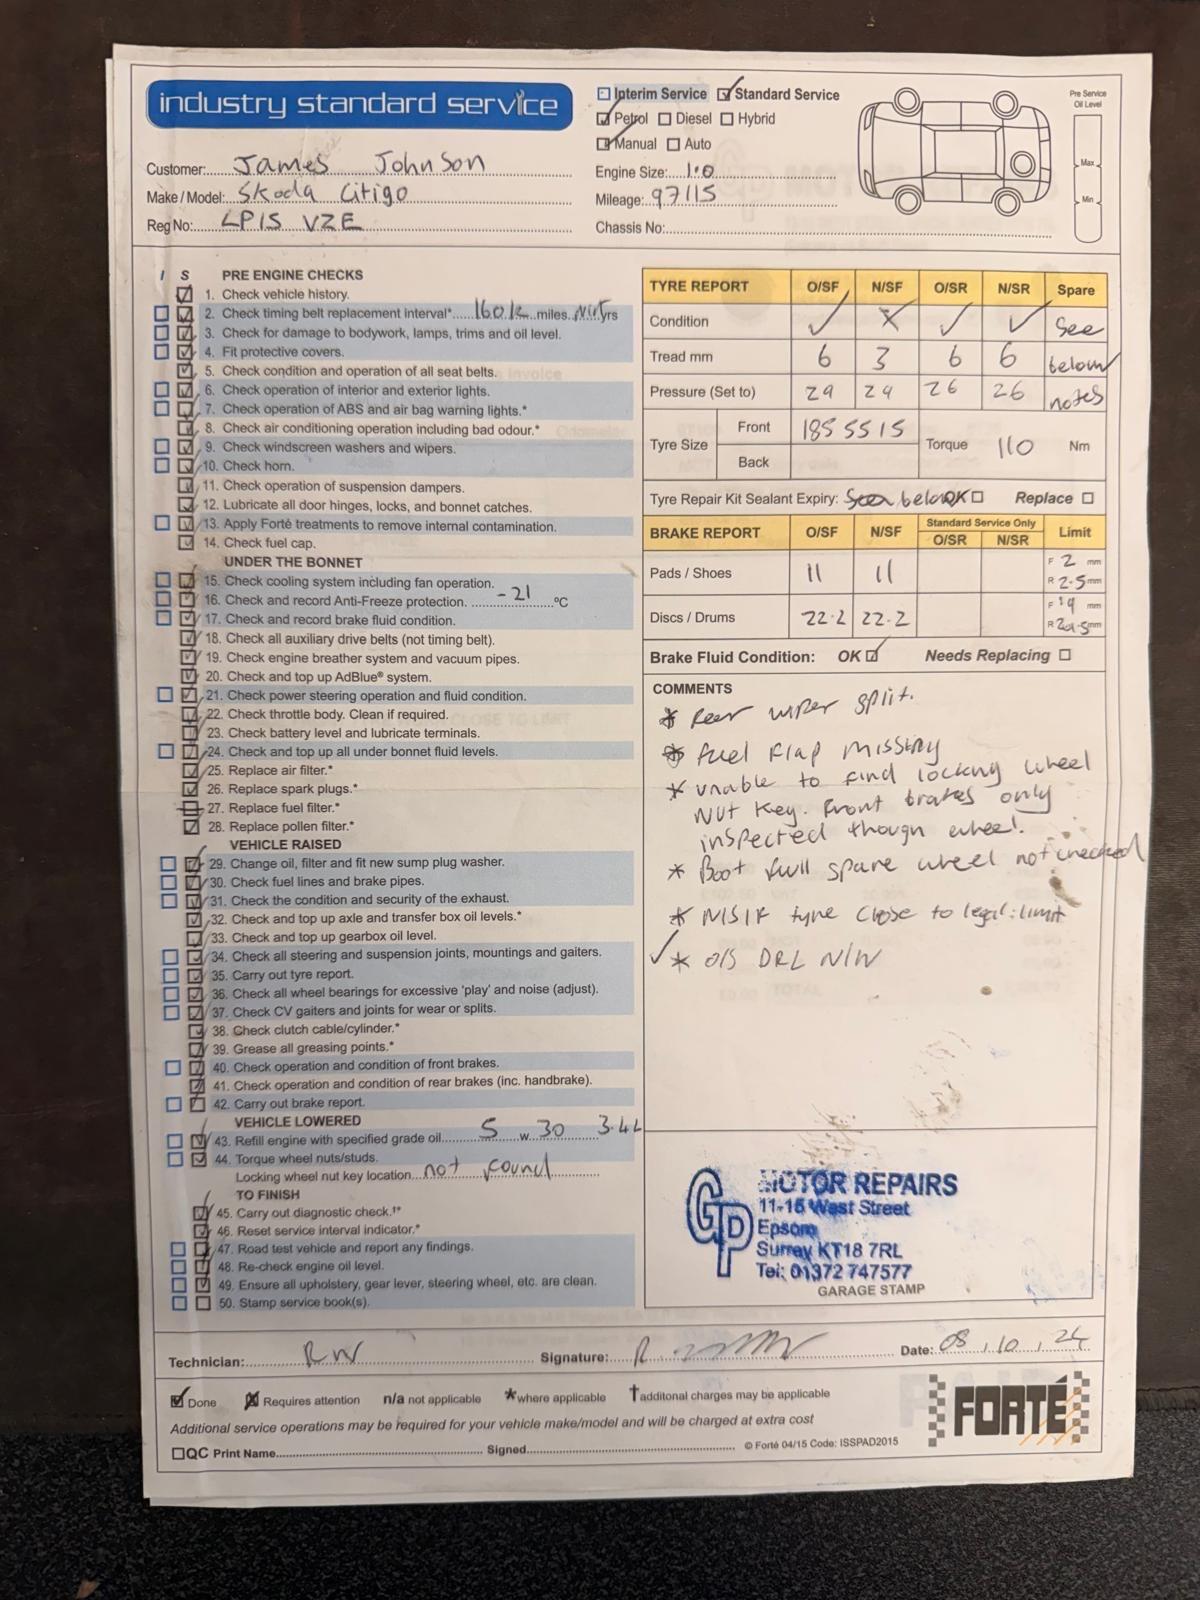 industry standard service
Interim Service Standard Service
Petrol Diesel Hybrid
Manual Auto
Pre Service
Oil Level
Max
Min
Customer: James Johnson
Make / Model: Skoda Citigo
Reg No: LP15 VZE
Engine Size: 1.0
Mileage: 97115
Chassis No:
I S PRE ENGINE CHECKS
1. Check vehicle history.
2. Check timing belt replacement interval* 160k miles yrs
3. Check for damage to bodywork, lamps, trims and oil level.
4. Fit protective covers.
5. Check condition and operation of all seat belts.
6. Check operation of interior and exterior lights.
7. Check operation of ABS and air bag warning lights.*
8. Check air conditioning operation including bad odour.*
9. Check windscreen washers and wipers.
10. Check horn.
11. Check operation of suspension dampers.
12. Lubricate all door hinges, locks, and bonnet catches.
13. Apply Forté treatments to remove internal contamination.
14. Check fuel cap.
UNDER THE BONNET
15. Check cooling system including fan operation.
16. Check and record Anti-Freeze protection. -21 °C
17. Check and record brake fluid condition.
18. Check all auxiliary drive belts (not timing belt).
19. Check engine breather system and vacuum pipes.
20. Check and top up AdBlue® system.
21. Check power steering operation and fluid condition.
22. Check throttle body. Clean if required.
23. Check battery level and lubricate terminals.
24. Check and top up all under bonnet fluid levels.
25. Replace air filter.*
26. Replace spark plugs.*
27. Replace fuel filter.*
28. Replace pollen filter.*
VEHICLE RAISED
29. Change oil, filter and fit new sump plug washer.
30. Check fuel lines and brake pipes.
31. Check the condition and security of the exhaust.
32. Check and top up axle and transfer box oil levels.*
33. Check and top up gearbox oil level.
34. Check all steering and suspension joints, mountings and gaiters.
35. Carry out tyre report.
36. Check all wheel bearings for excessive 'play' and noise (adjust).
37. Check CV gaiters and joints for wear or splits.
38. Check clutch cable/cylinder.*
39. Grease all greasing points.*
40. Check operation and condition of front brakes.
41. Check operation and condition of rear brakes (inc. handbrake).
42. Carry out brake report.
VEHICLE LOWERED
43. Refill engine with specified grade oil 5 w 30 3.4L
44. Torque wheel nuts/studs.
Locking wheel nut key location not found
TO FINISH
45. Carry out diagnostic check.†*
46. Reset service interval indicator.*
47. Road test vehicle and report any findings.
48. Re-check engine oil level.
49. Ensure all upholstery, gear lever, steering wheel, etc. are clean.
50. Stamp service book(s).
TYRE REPORT O/SF N/SF O/SR N/SR Spare
Condition See
Tread mm 6 3 6 6 below
Pressure (Set to) 29 29 26 26 notes
Tyre Size Front 185 55 15 Torque 110 Nm
Back
Tyre Repair Kit Sealant Expiry: below OK Replace
BRAKE REPORT O/SF N/SF Standard Service Only Limit
O/SR N/SR
Pads / Shoes 11 11 F 2 mm
R 2.5mm
Discs / Drums 22.2 22.2 F 19 mm
R mm
Brake Fluid Condition: OK Needs Replacing
COMMENTS
* Rear wiper split.
* fuel flap missing
* unable to find locking wheel
NUT Key. Front brakes only
inspected though wheel.
* Boot full spare wheel not checked
* N/S/F tyre close to legal limit
* O/S DRL N/W
GP MOTOR REPAIRS
11-15 West Street
Epsom
Surrey KT18 7RL
Tel: 01372 747577
GARAGE STAMP
Technician: RW Signature: Date: 08 10 24
Done Requires attention n/a not applicable *where applicable †additonal charges may be applicable
Additional service operations may be required for your vehicle make/model and will be charged at extra cost
QC Print Name Signed © Forté 04/15 Code: ISSPAD2015
FORTÉ